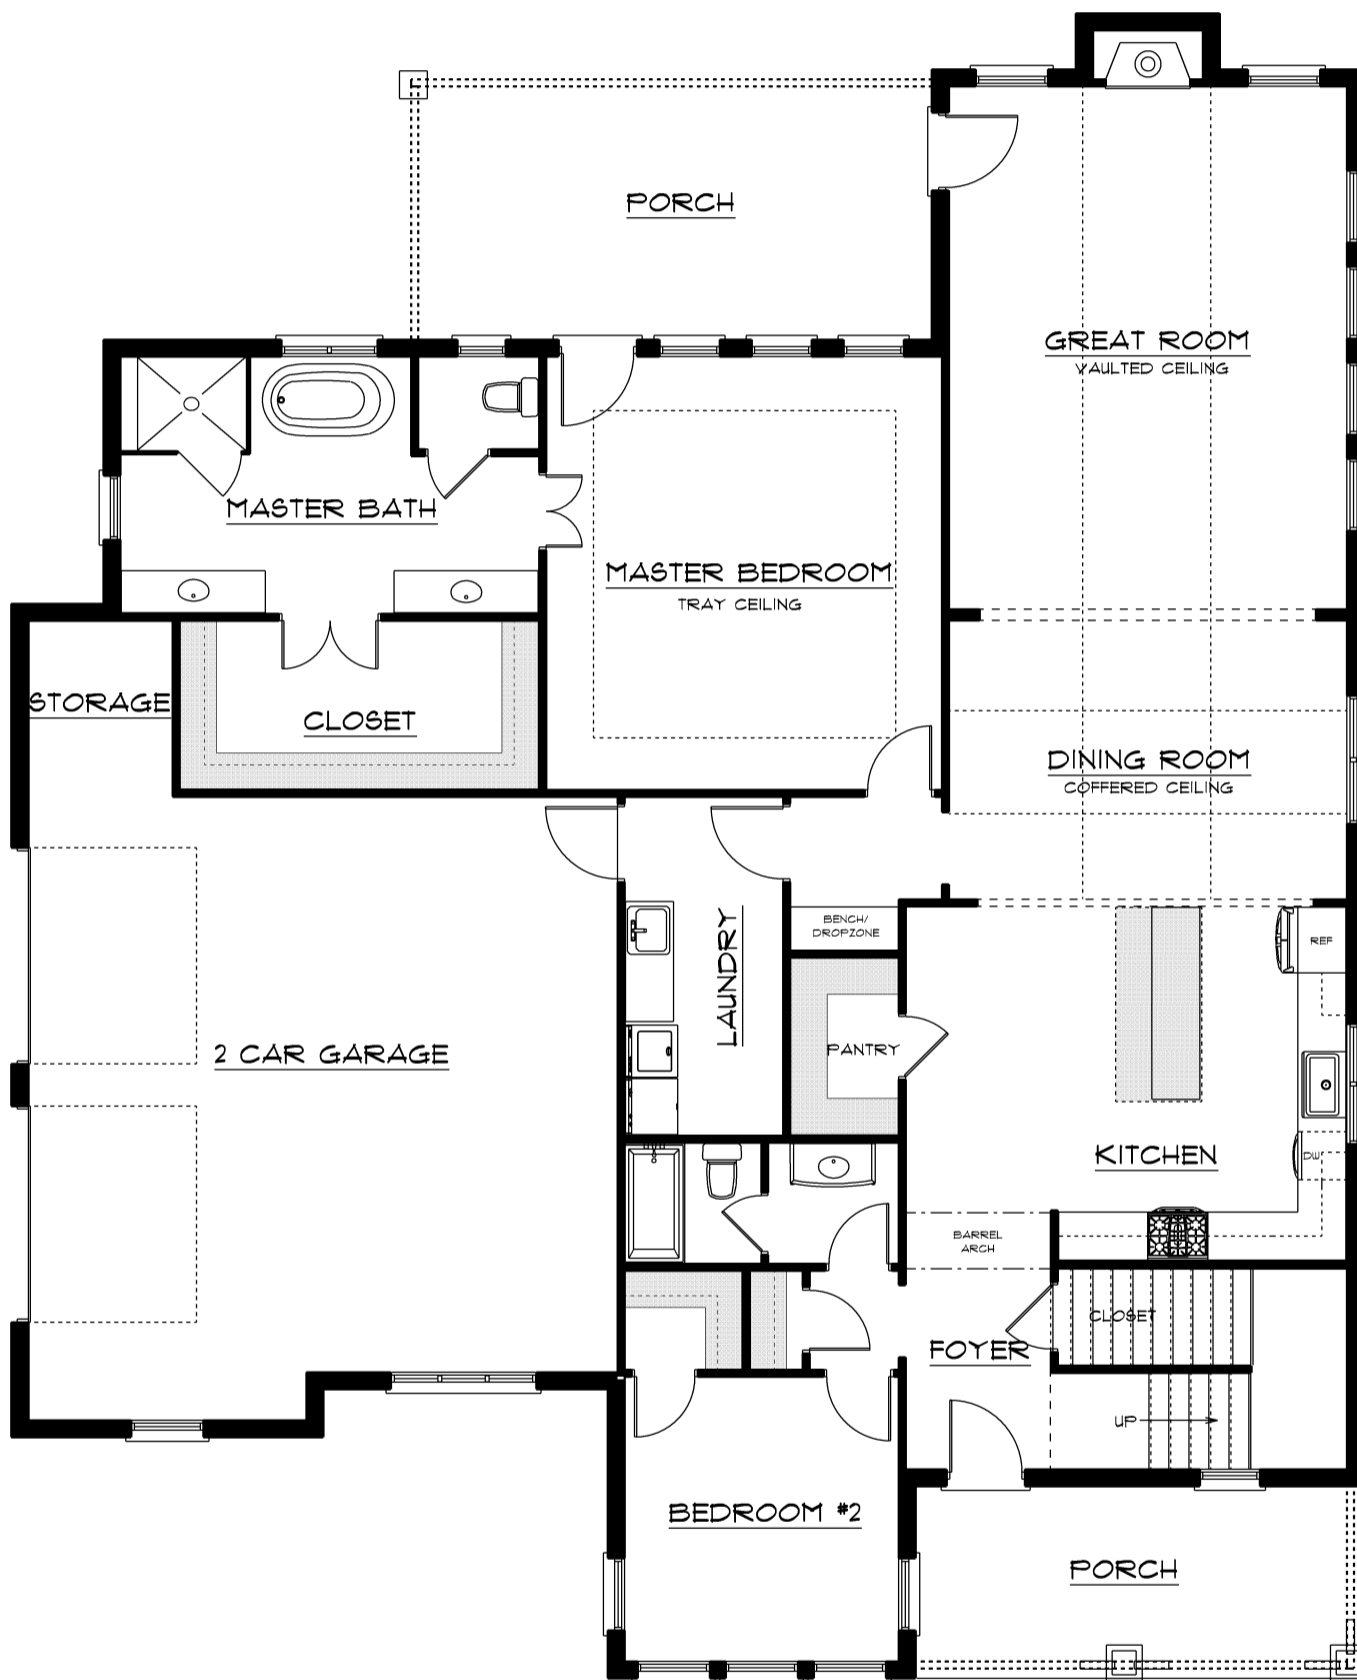 PORCH
GREAT ROOM
VAULTED CEILING
MASTER BATH
MASTER BEDROOM
TRAY CEILING
STORAGE
CLOSET
DINING ROOM
COFFERED CEILING
BENCH/
DROPZONE
LAUNDRY
REF
2 CAR GARAGE
PANTRY
KITCHEN
DW
BARREL
ARCH
CLOSET
FOYER
UP
BEDROOM #2
PORCH